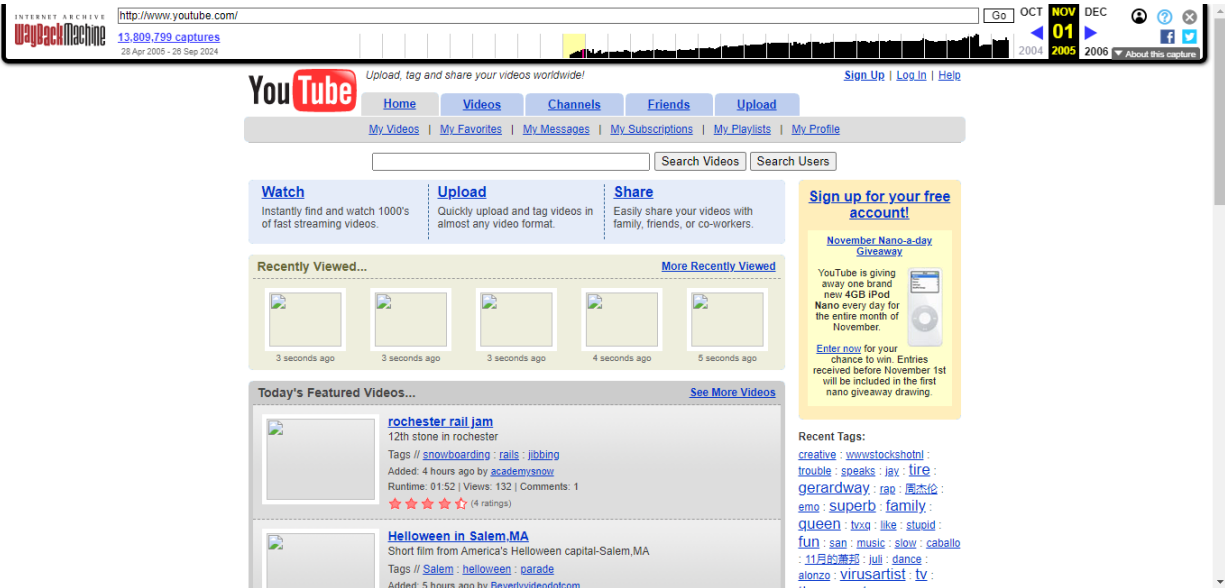 INTERNET ARCHIVE
WayBackMachine
http://www.youtube.com/
Go
13,809,799 captures
28 Apr 2005 - 26 Sep 2024
OCT NOV DEC
01
2004 2005 2006
About this capture
YouTube
Upload, tag and share your videos worldwide!
Sign Up | Log In | Help
Home Videos Channels Friends Upload
My Videos | My Favorites | My Messages | My Subscriptions | My Playlists | My Profile
Search Videos Search Users
Watch
Instantly find and watch 1000's
of fast streaming videos.
Upload
Quickly upload and tag videos in
almost any video format.
Share
Easily share your videos with
family, friends, or co-workers.
Recently Viewed...
More Recently Viewed
3 seconds ago 3 seconds ago 3 seconds ago 4 seconds ago 5 seconds ago
Today's Featured Videos...
See More Videos
rochester rail jam
12th stone in rochester
Tags // snowboarding : rails : jibbing
Added: 4 hours ago by academysnow
Runtime: 01:52 | Views: 132 | Comments: 1
(4 ratings)
Helloween in Salem,MA
Short film from America's Helloween capital-Salem,MA
Tags // Salem : helloween : parade
Added: 5 hours ago by Beverlyvideodotcom
Sign up for your free
account!
November Nano-a-day
Giveaway
YouTube is giving
away one brand
new 4GB iPod
Nano every day for
the entire month of
November.
Enter now for your
chance to win. Entries
received before November 1st
will be included in the first
nano giveaway drawing.
Recent Tags:
creative : wwwstockshotnl :
trouble : speaks : jay : tire :
gerardway : rap : 周杰伦 :
emo : superb : family :
queen : tvxq : like : stupid :
fun : san : music : slow : caballo
: 11月的萧邦 : juli : dance :
alonzo : virusartist : tv :